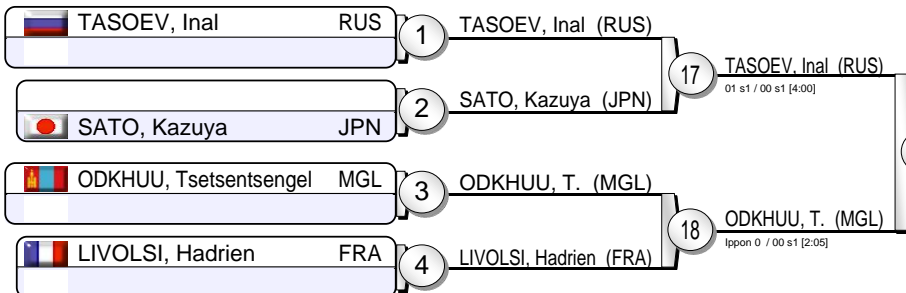 TASOEV, Inal RUS
1
TASOEV, Inal (RUS)
17
TASOEV, Inal (RUS)
01 s1 / 00 s1 [4:00]
2
SATO, Kazuya (JPN)
SATO, Kazuya JPN
ODKHUU, Tsetsentsengel MGL
3
ODKHUU, T. (MGL)
18
ODKHUU, T. (MGL)
Ippon 0 / 00 s1 [2:05]
LIVOLSI, Hadrien FRA
4
LIVOLSI, Hadrien (FRA)